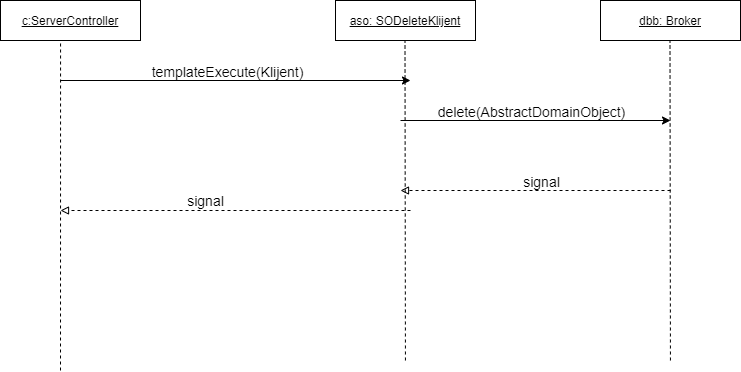 c:ServerController
aso: SODeleteKlijent
dbb: Broker
templateExecute(Klijent)
delete(AbstractDomainObject)
signal
signal